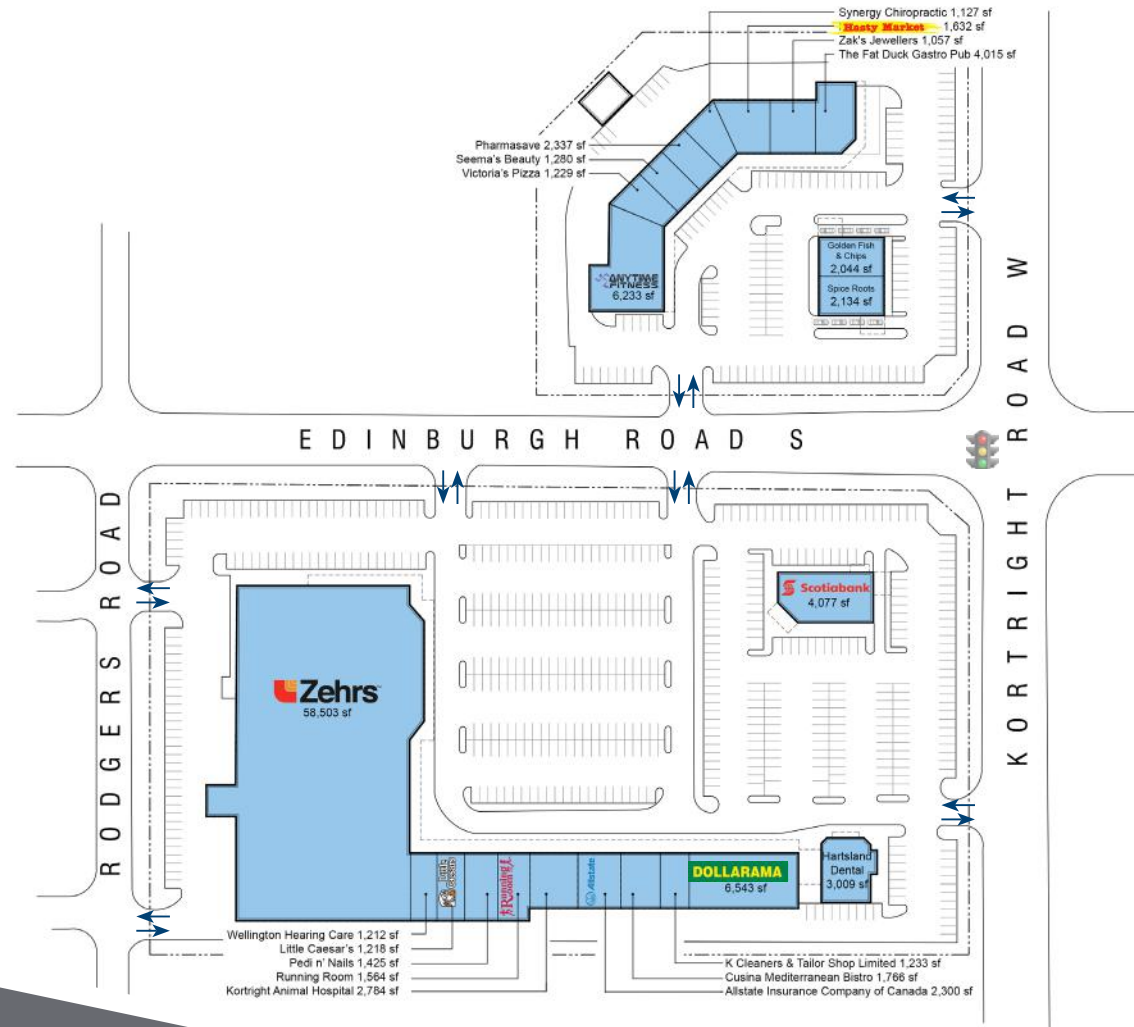 Synergy Chiropractic 1,127 sf
Hasty Market 1,632 sf
Zak's Jewellers 1,057 sf
The Fat Duck Gastro Pub 4,015 sf
Pharmasave 2,337 sf
Seema's Beauty 1,280 sf
Victoria's Pizza 1,229 sf
Golden Fish
& Chips
2,044 sf
Spice Roots
2,134 sf
ANYTIME
FITNESS
6,233 sf
KORTRIGHT ROAD W
EDINBURGH ROAD S
RODGERS ROAD
Scotiabank
4,077 sf
Zehrs
58,503 sf
Little Caesars
Running Room
Allstate
DOLLARAMA
6,543 sf
Hartsland
Dental
3,009 sf
Wellington Hearing Care 1,212 sf
Little Caesar's 1,218 sf
Pedi n' Nails 1,425 sf
Running Room 1,564 sf
Kortright Animal Hospital 2,784 sf
K Cleaners & Tailor Shop Limited 1,233 sf
Cusina Mediterranean Bistro 1,766 sf
Allstate Insurance Company of Canada 2,300 sf